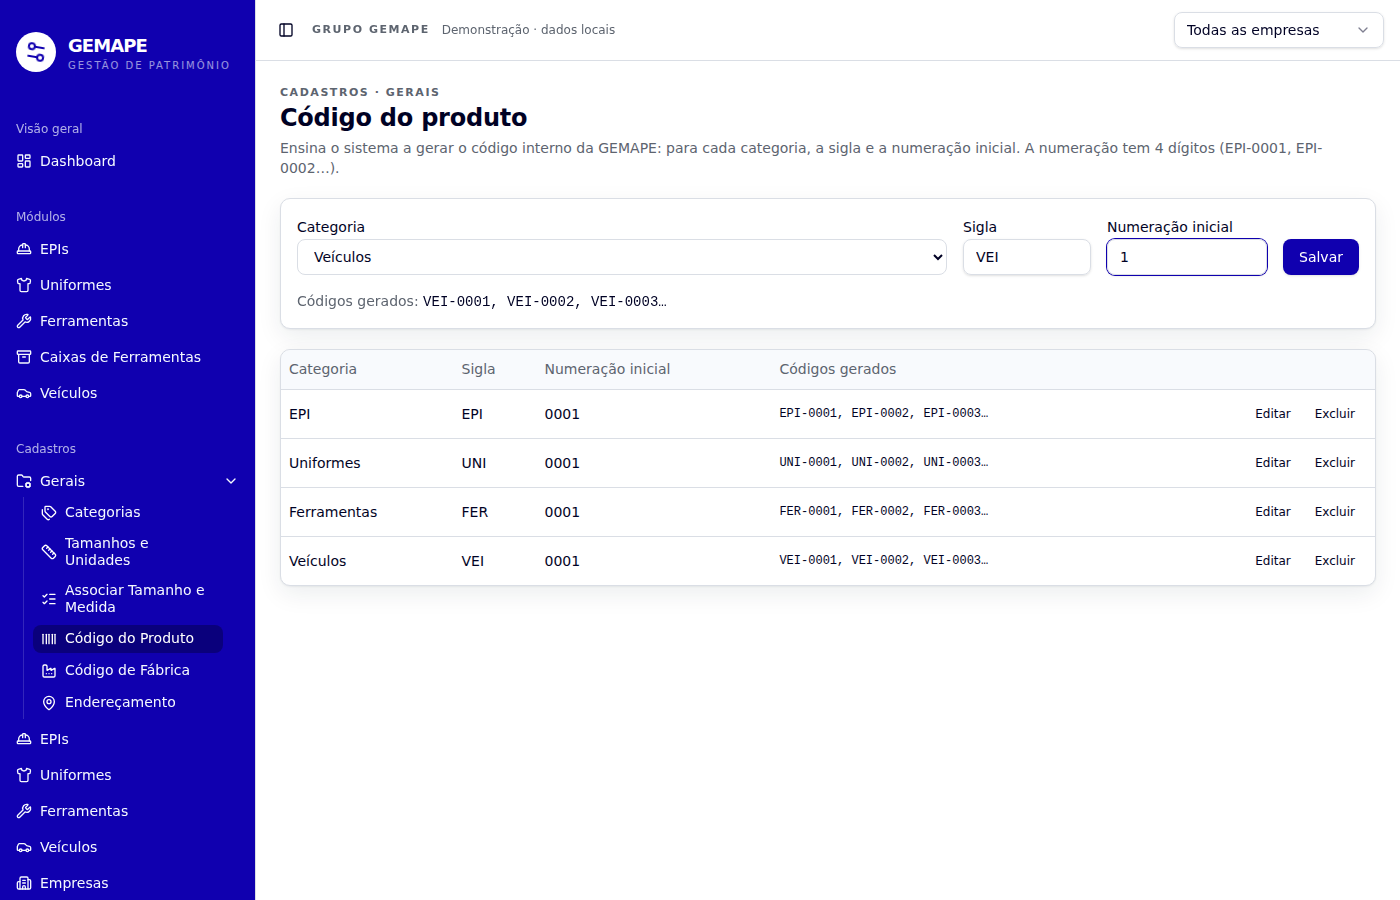 GEMAPE
GESTÃO DE PATRIMÔNIO
Visão geral
Dashboard
Módulos
EPIs
Uniformes
Ferramentas
Caixas de Ferramentas
Veículos
Cadastros
Gerais
Categorias
Tamanhos e
Unidades
Associar Tamanho e
Medida
Código do Produto
Código de Fábrica
Endereçamento
EPIs
Uniformes
Ferramentas
Veículos
Empresas
GRUPO GEMAPE Demonstração · dados locais
Todas as empresas
CADASTROS · GERAIS
Código do produto
Ensina o sistema a gerar o código interno da GEMAPE: para cada categoria, a sigla e a numeração inicial. A numeração tem 4 dígitos (EPI-0001, EPI-
0002…).
Categoria Sigla Numeração inicial
Veículos VEI 1 Salvar
Códigos gerados: VEI-0001, VEI-0002, VEI-0003…
Categoria Sigla Numeração inicial Códigos gerados
EPI EPI 0001 EPI-0001, EPI-0002, EPI-0003… Editar Excluir
Uniformes UNI 0001 UNI-0001, UNI-0002, UNI-0003… Editar Excluir
Ferramentas FER 0001 FER-0001, FER-0002, FER-0003… Editar Excluir
Veículos VEI 0001 VEI-0001, VEI-0002, VEI-0003… Editar Excluir